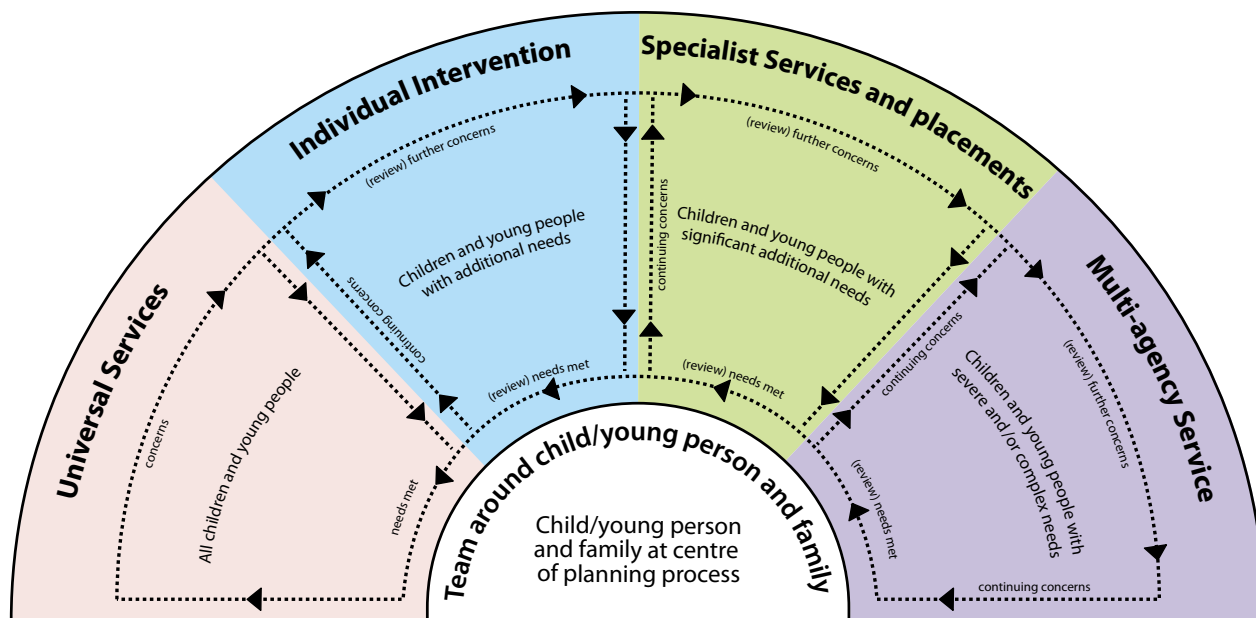 Universal Services
concerns
All children and young people
needs met
Individual Intervention
(review) further concerns
Children and young people
with additional needs
continuing concerns
(review) needs met
Specialist Services and placements
(review) further concerns
continuing concerns
Children and young people with
significant additional needs
(review) needs met
Multi-agency Service
(review) further concerns
continuing concerns
Children and young people with
severe and/or complex needs
(review) needs met
continuing concerns
Team around child/young person and family
Child/young person
and family at centre
of planning process